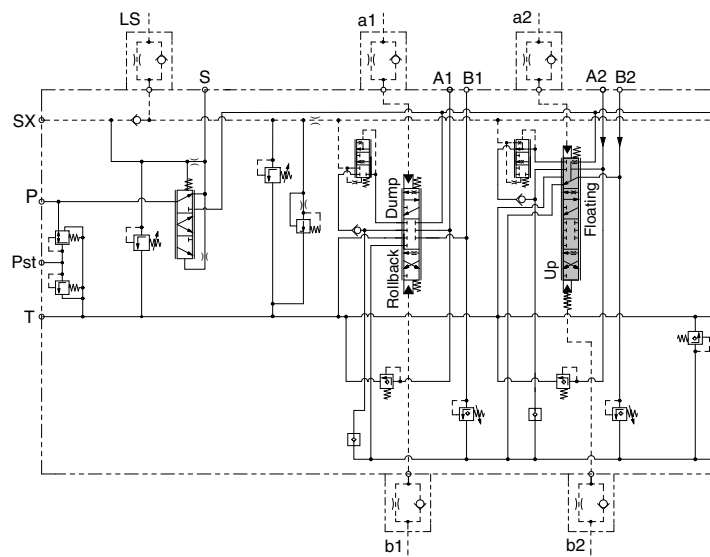 LS
a1
a2
S
A1
B1
A2
B2
SX
P
Dump
Floating
Pst
Rollback
Up
T
b1
b2